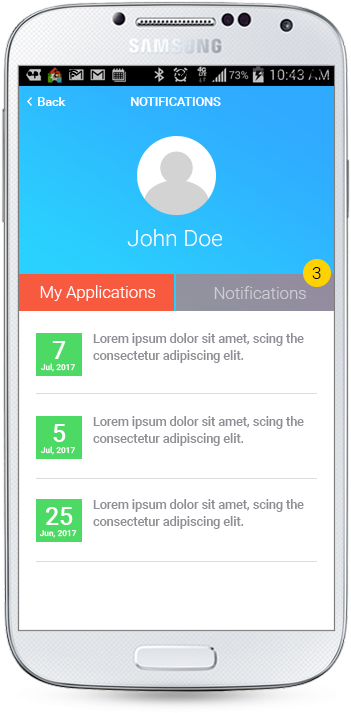 SAMSUNG
4G 73% 10:43 AM
Back NOTIFICATIONS
John Doe
3
My Applications Notifications
7
Jul, 2017
Lorem ipsum dolor sit amet, scing the
consectetur adipiscing elit.
5
Jul, 2017
Lorem ipsum dolor sit amet, scing the
consectetur adipiscing elit.
25
Jun, 2017
Lorem ipsum dolor sit amet, scing the
consectetur adipiscing elit.